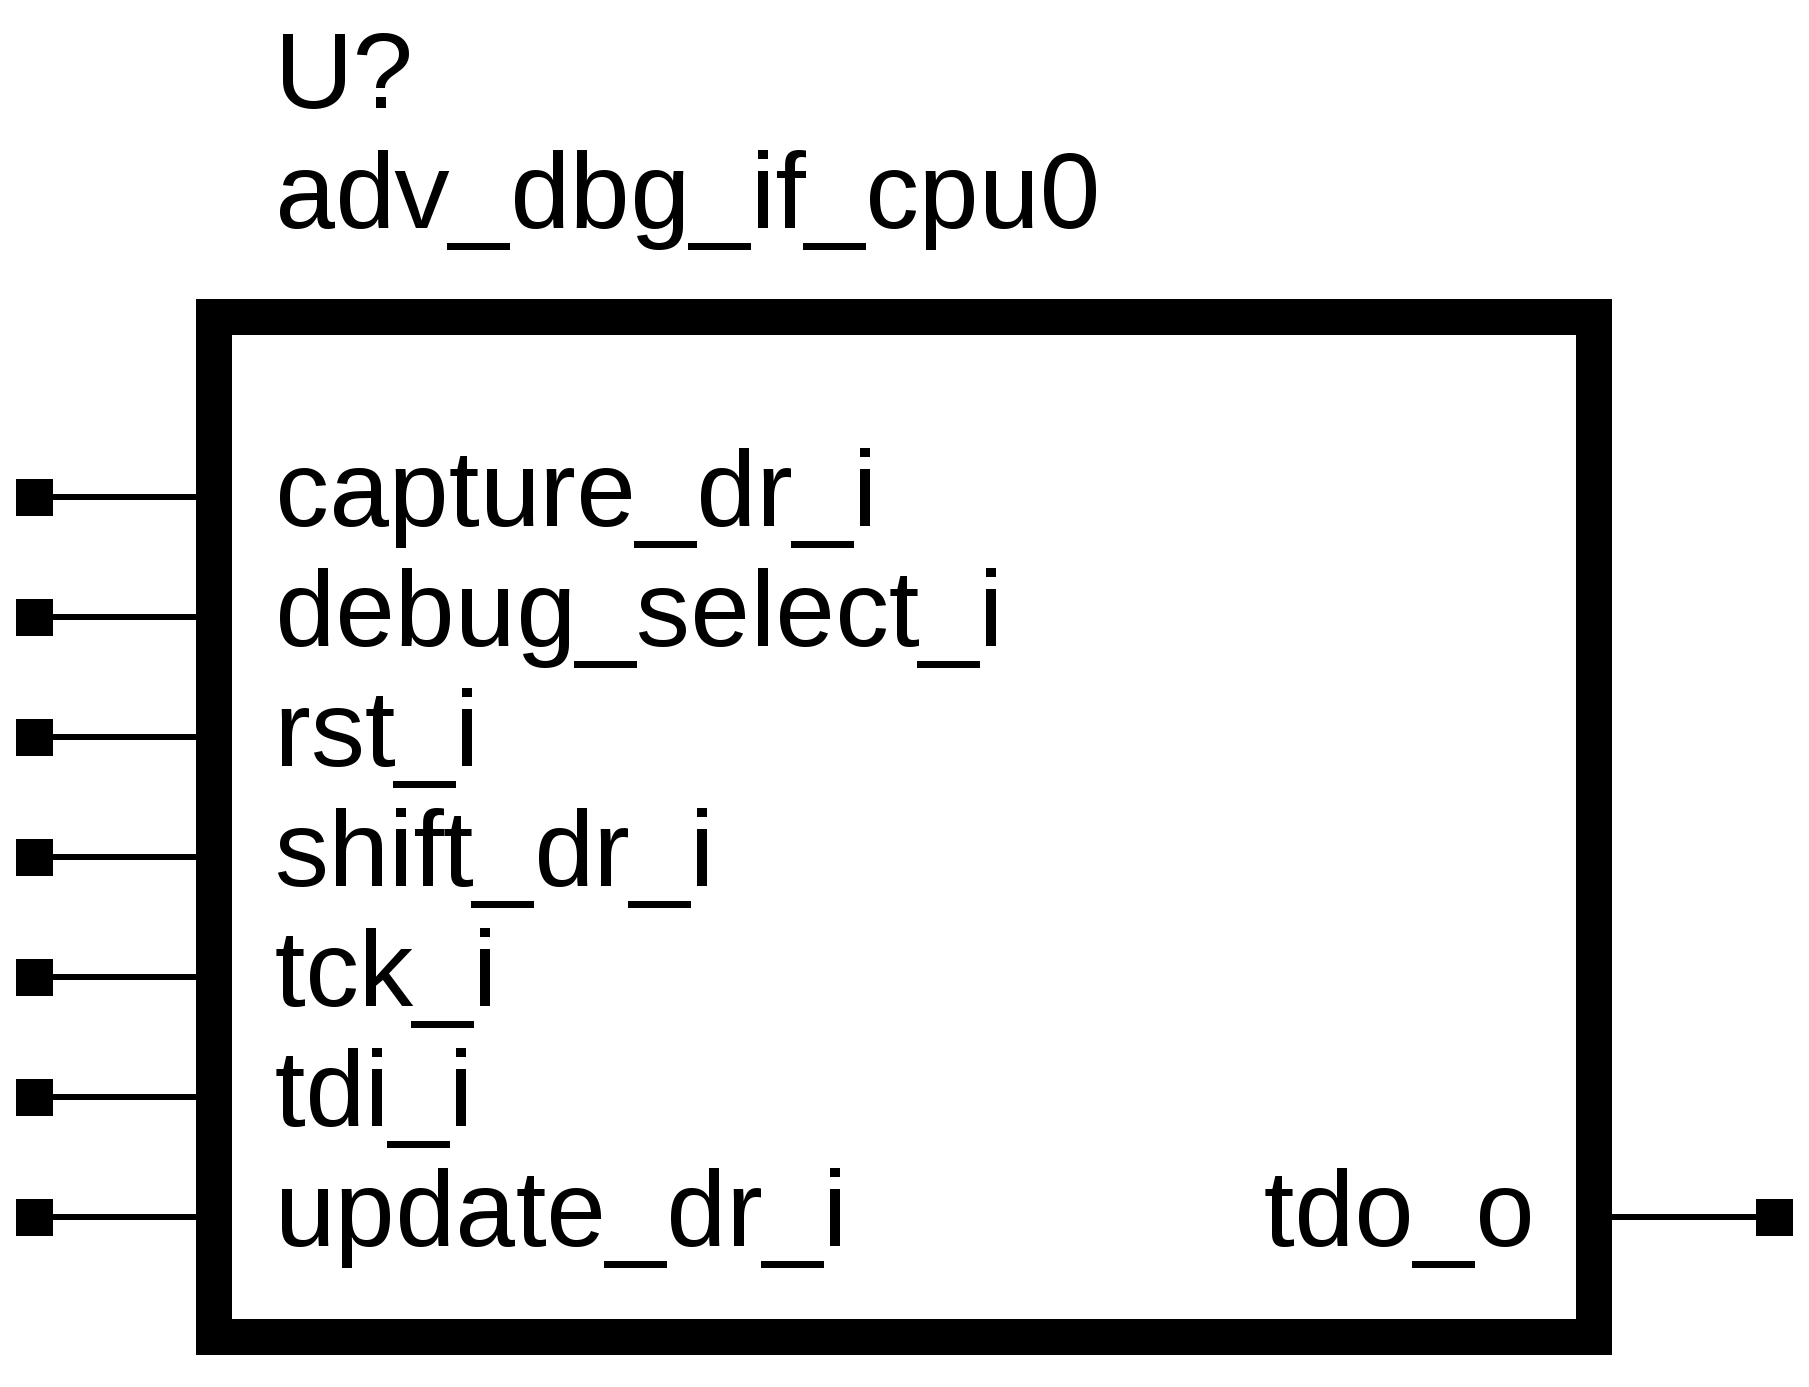 U?
adv_dbg_if_cpu0
capture_dr_i
debug_select_i
rst_i
shift_dr_i
tck_i
tdi_i
update_dr_i tdo_o